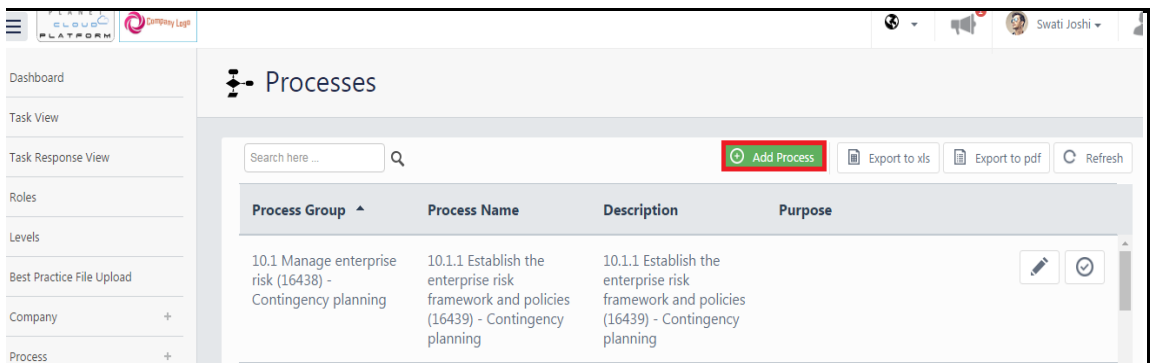 PLANET
CLOUD
PLATFORM
Company Logo
Swati Joshi
Dashboard
Processes
Task View
Task Response View
Search here ...
Add Process
Export to xls
Export to pdf
Refresh
Roles
Process Group
Process Name
Description
Purpose
Levels
Best Practice File Upload
Company +
Process +
10.1 Manage enterprise
risk (16438) -
Contingency planning
10.1.1 Establish the
enterprise risk
framework and policies
(16439) - Contingency
planning
10.1.1 Establish the
enterprise risk
framework and policies
(16439) - Contingency
planning